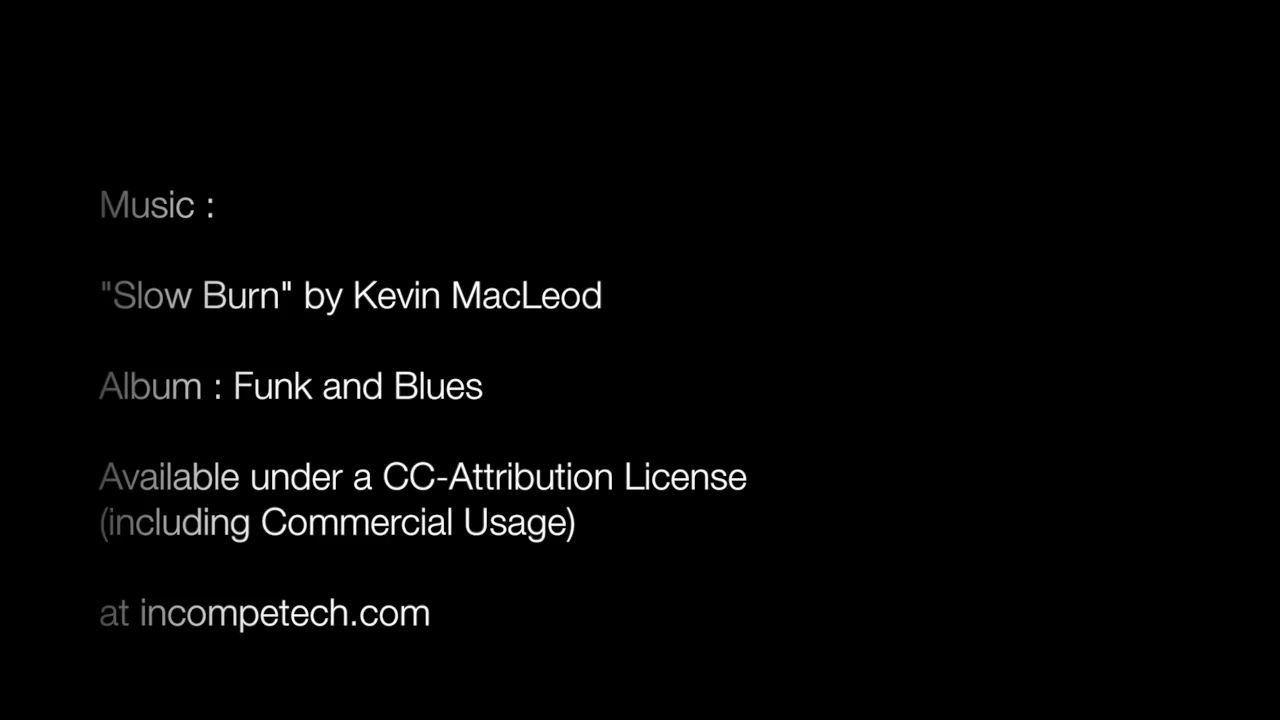 Music :
"Slow Burn" by Kevin MacLeod
Album : Funk and Blues
Available under a CC-Attribution License
(including Commercial Usage)
at incompetech.com